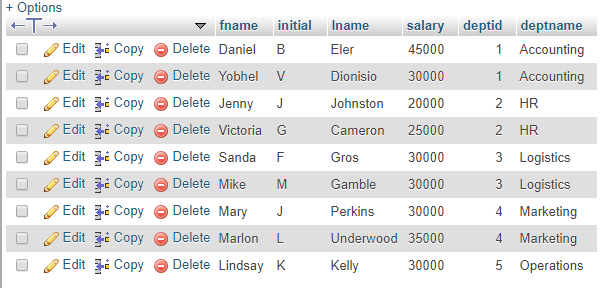 + Options
fname initial lname salary deptid deptname
Edit Copy Delete Daniel B Eler 45000 1 Accounting
Edit Copy Delete Yobhel V Dionisio 30000 1 Accounting
Edit Copy Delete Jenny J Johnston 20000 2 HR
Edit Copy Delete Victoria G Cameron 25000 2 HR
Edit Copy Delete Sanda F Gros 30000 3 Logistics
Edit Copy Delete Mike M Gamble 30000 3 Logistics
Edit Copy Delete Mary J Perkins 30000 4 Marketing
Edit Copy Delete Marlon L Underwood 35000 4 Marketing
Edit Copy Delete Lindsay K Kelly 30000 5 Operations